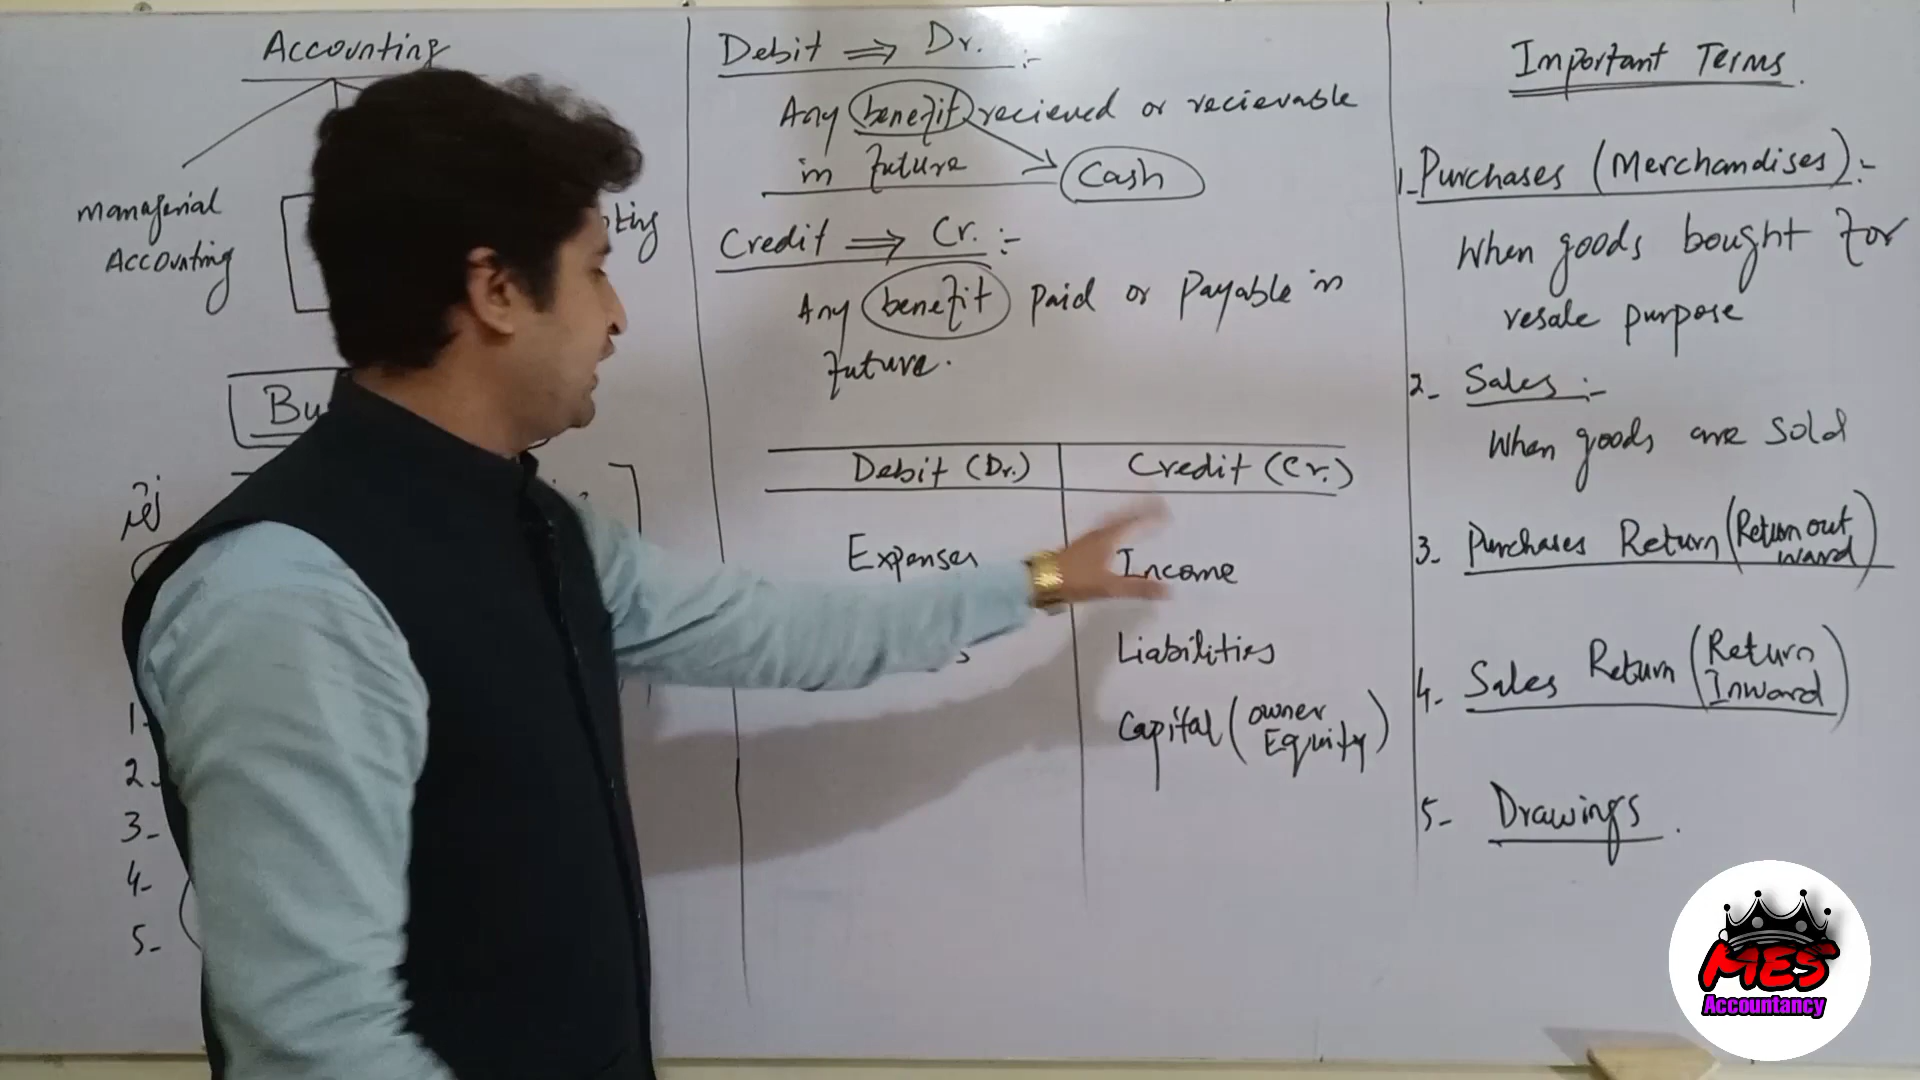 Accounting
Managerial
Accounting
ting
Bu
1-
2-
3-
4-
5-
Debit ⇒ Dr. :-
Any benefit recieved or recievable
in future
Cash
Credit ⇒ Cr. :-
Any benefit Paid or Payable in
future.
Debit (Dr.) Credit (Cr.)
Expenses Income
s Liabilities
Capital (owner
Equity)
Important Terms.
1- Purchases (Merchandises):-
When goods bought for
resale purpose
2- Sales :-
When goods are sold
3- Purchases Return (Return out
ward)
4- Sales Return (Return
Inward)
5- Drawings.
MES
Accountancy